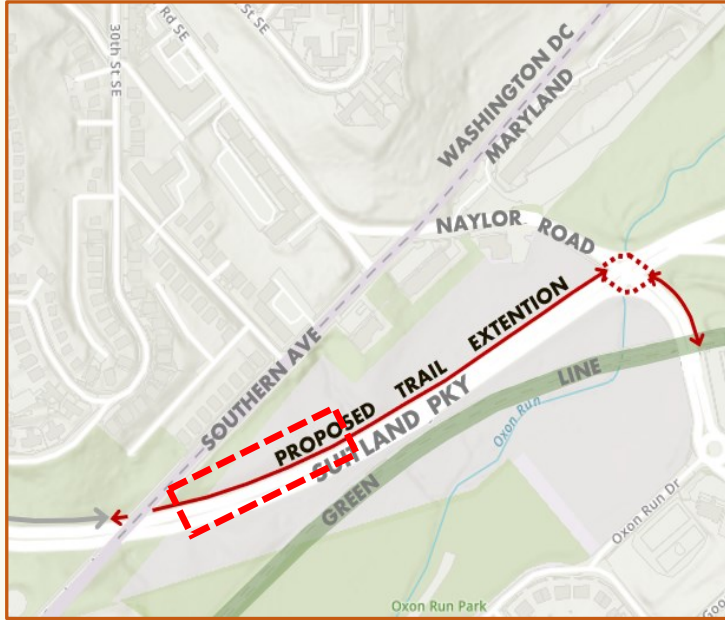 30th St SE
Rd SE
St SE
WASHINGTON DC
MARYLAND
NAYLOR ROAD
SOUTHERN AVE
PROPOSED TRAIL EXTENTION
SUITLAND PKY
GREEN LINE
Oxon Run
Oxon Run Dr
Oxon Run Park
Goo